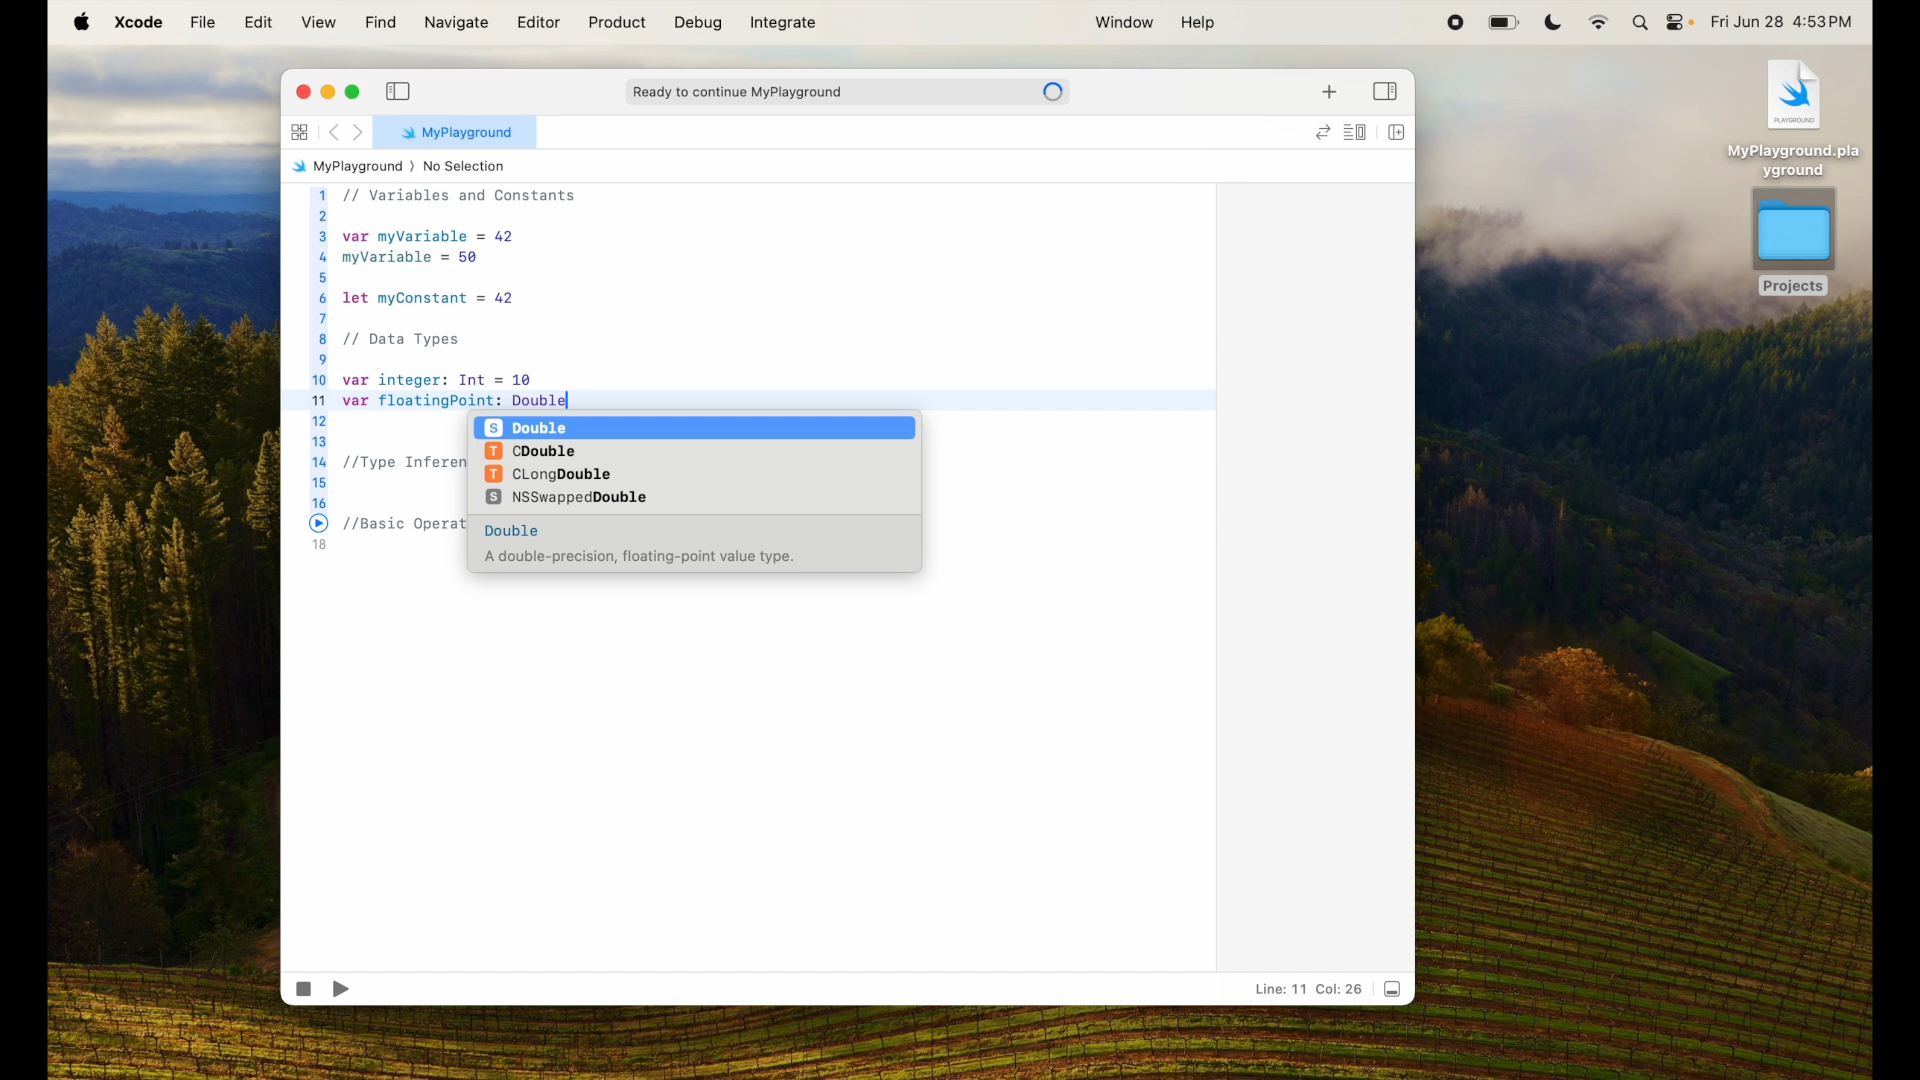 Xcode File Edit View Find Navigate Editor Product Debug Integrate Window Help Fri Jun 28 4:53 PM
Ready to continue MyPlayground
MyPlayground
MyPlayground 〉 No Selection
1 // Variables and Constants
2
3 var myVariable = 42
4 myVariable = 50
5
6 let myConstant = 42
7
8 // Data Types
9
10 var integer: Int = 10
11 var floatingPoint: Double
12
13
14 //Type Inferen
15
16
//Basic Operat
18
S Double
T CDouble
T CLongDouble
S NSSwappedDouble
Double
A double-precision, floating-point value type.
Line: 11 Col: 26
PLAYGROUND
MyPlayground.pla
yground
Projects